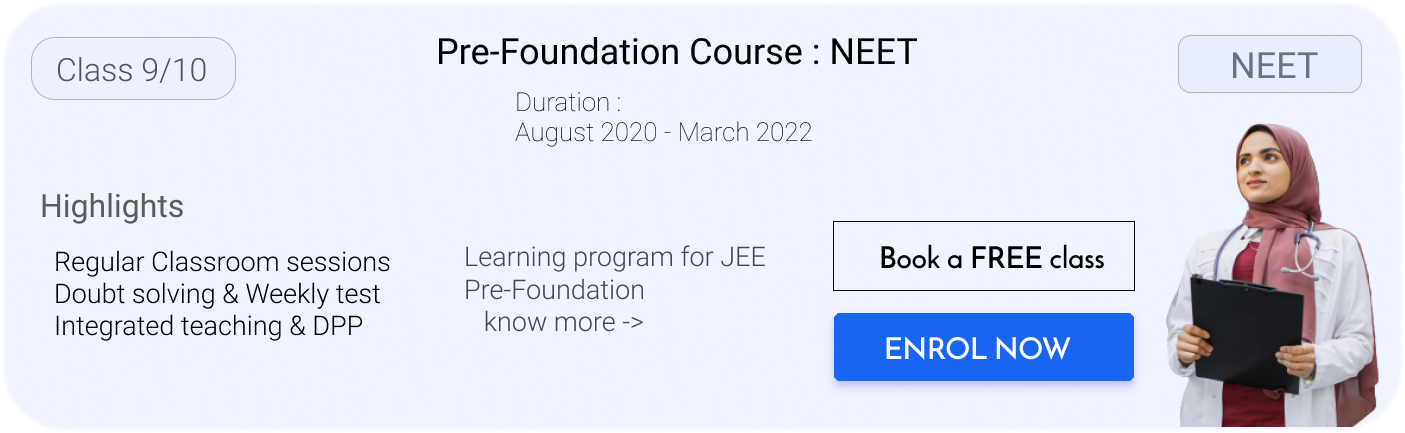 Class 9/10
Pre-Foundation Course : NEET
NEET
Duration :
August 2020 - March 2022
Highlights
Regular Classroom sessions
Doubt solving & Weekly test
Integrated teaching & DPP
Learning program for JEE
Pre-Foundation
know more ->
Book a FREE class
ENROL NOW